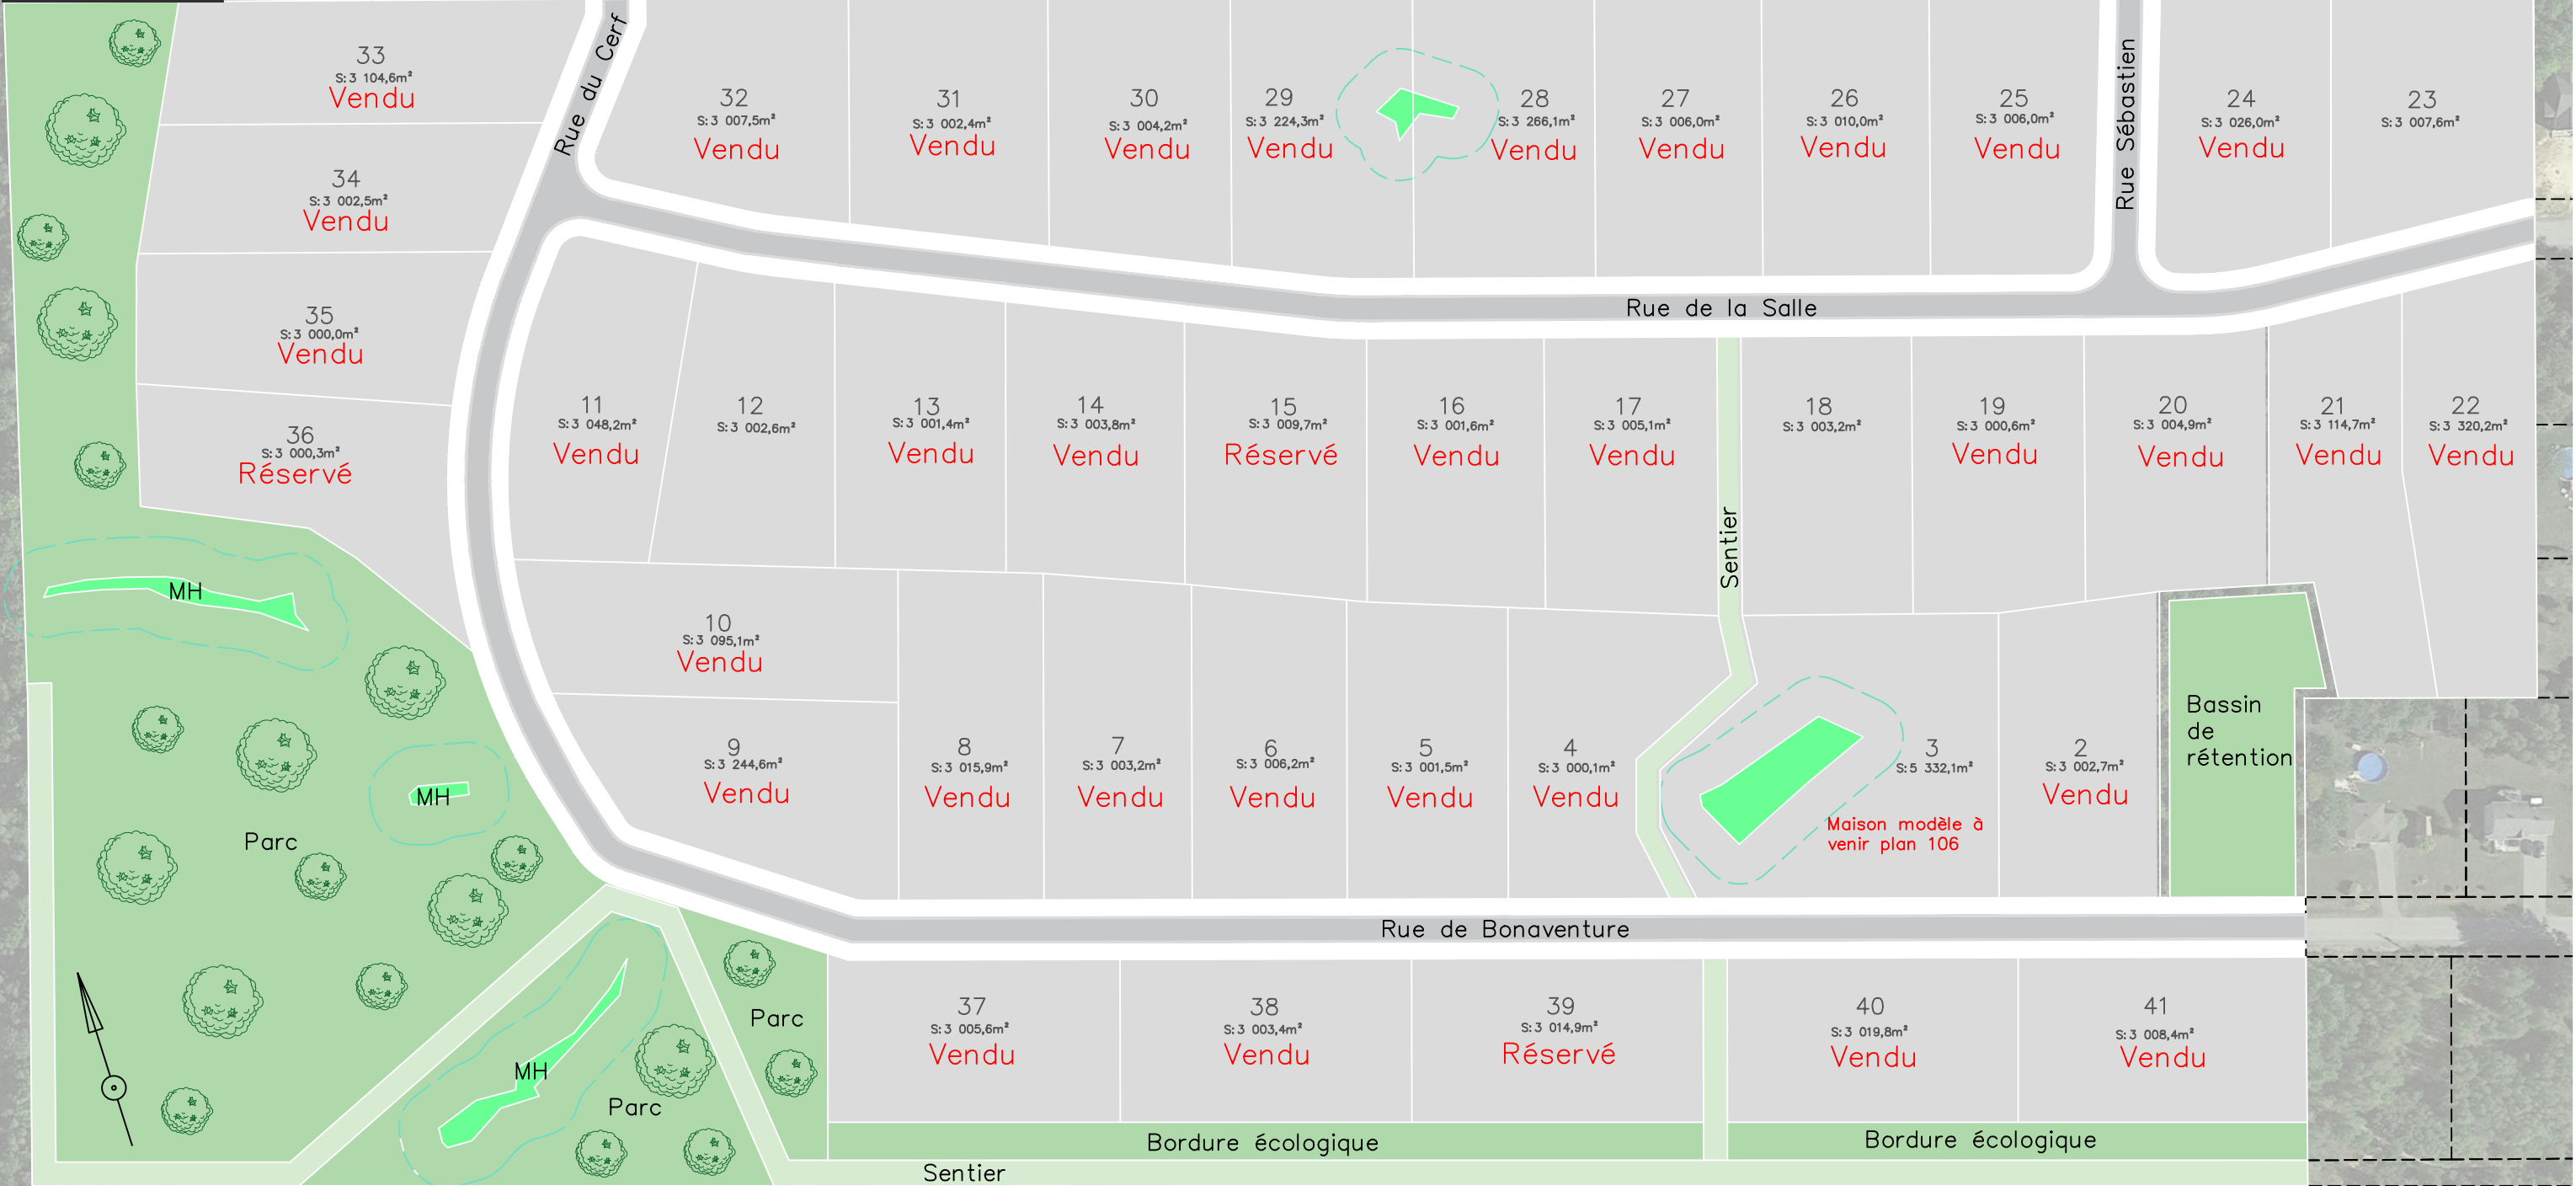 33
S:3 104,6m²
Vendu
34
S:3 002,5m²
Vendu
35
S:3 000,0m²
Vendu
36
S:3 000,3m²
Réservé
Rue du Cerf
32
S:3 007,5m²
Vendu
31
S:3 002,4m²
Vendu
30
S:3 004,2m²
Vendu
29
S:3 224,3m²
Vendu
28
S:3 266,1m²
Vendu
27
S:3 006,0m²
Vendu
26
S:3 010,0m²
Vendu
25
S:3 006,0m²
Vendu
Rue Sébastien
24
S:3 026,0m²
Vendu
23
S:3 007,6m²
Rue de la Salle
11
S:3 048,2m²
Vendu
12
S:3 002,6m²
13
S:3 001,4m²
Vendu
14
S:3 003,8m²
Vendu
15
S:3 009,7m²
Réservé
16
S:3 001,6m²
Vendu
17
S:3 005,1m²
Vendu
Sentier
18
S:3 003,2m²
19
S:3 000,6m²
Vendu
20
S:3 004,9m²
Vendu
21
S:3 114,7m²
Vendu
22
S:3 320,2m²
Vendu
MH
MH
Parc
10
S:3 095,1m²
Vendu
9
S:3 244,6m²
Vendu
8
S:3 015,9m²
Vendu
7
S:3 003,2m²
Vendu
6
S:3 006,2m²
Vendu
5
S:3 001,5m²
Vendu
4
S:3 000,1m²
Vendu
3
S:5 332,1m²
Maison modèle à
venir plan 106
2
S:3 002,7m²
Vendu
Bassin
de
rétention
Rue de Bonaventure
MH
Parc
Parc
37
S:3 005,6m²
Vendu
38
S:3 003,4m²
Vendu
39
S:3 014,9m²
Réservé
40
S:3 019,8m²
Vendu
41
S:3 008,4m²
Vendu
Bordure écologique
Bordure écologique
Sentier